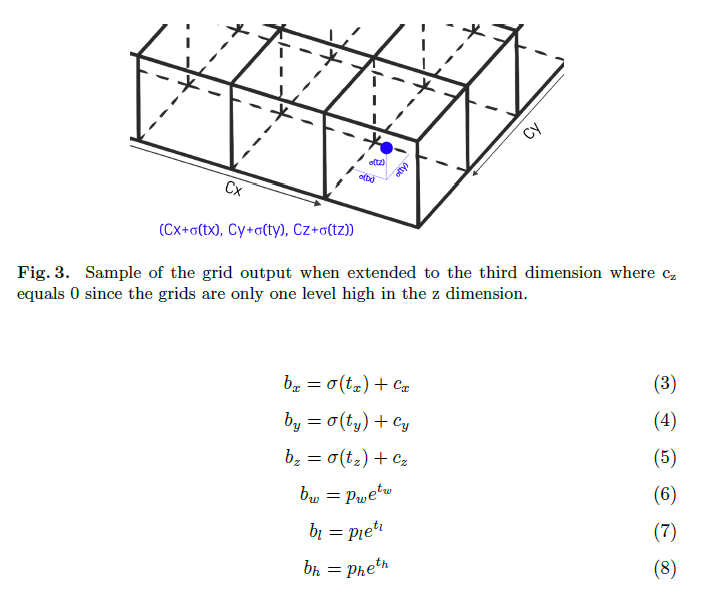 Cy
σ(tz)
σ(ty)
σ(tx)
Cx
(Cx+σ(tx), Cy+σ(ty), Cz+σ(tz))
Fig. 3. Sample of the grid output when extended to the third dimension where c_z
equals 0 since the grids are only one level high in the z dimension.
b_x = σ(t_x) + c_x (3)
b_y = σ(t_y) + c_y (4)
b_z = σ(t_z) + c_z (5)
b_w = p_w e^{t_w} (6)
b_l = p_l e^{t_l} (7)
b_h = p_h e^{t_h} (8)